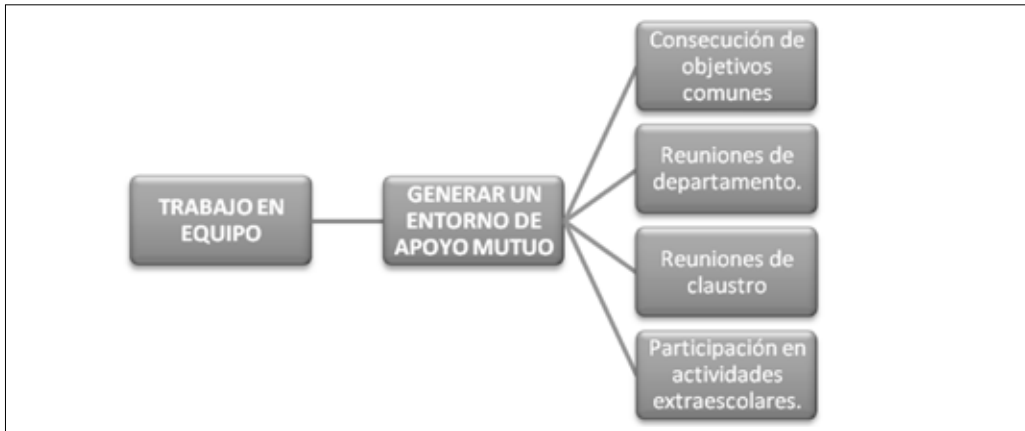 TRABAJO EN
EQUIPO
GENERAR UN
ENTORNO DE
APOYO MUTUO
Consecución de
objetivos
comunes
Reuniones de
departamento.
Reuniones de
claustro
Participación en
actividades
extraescolares.